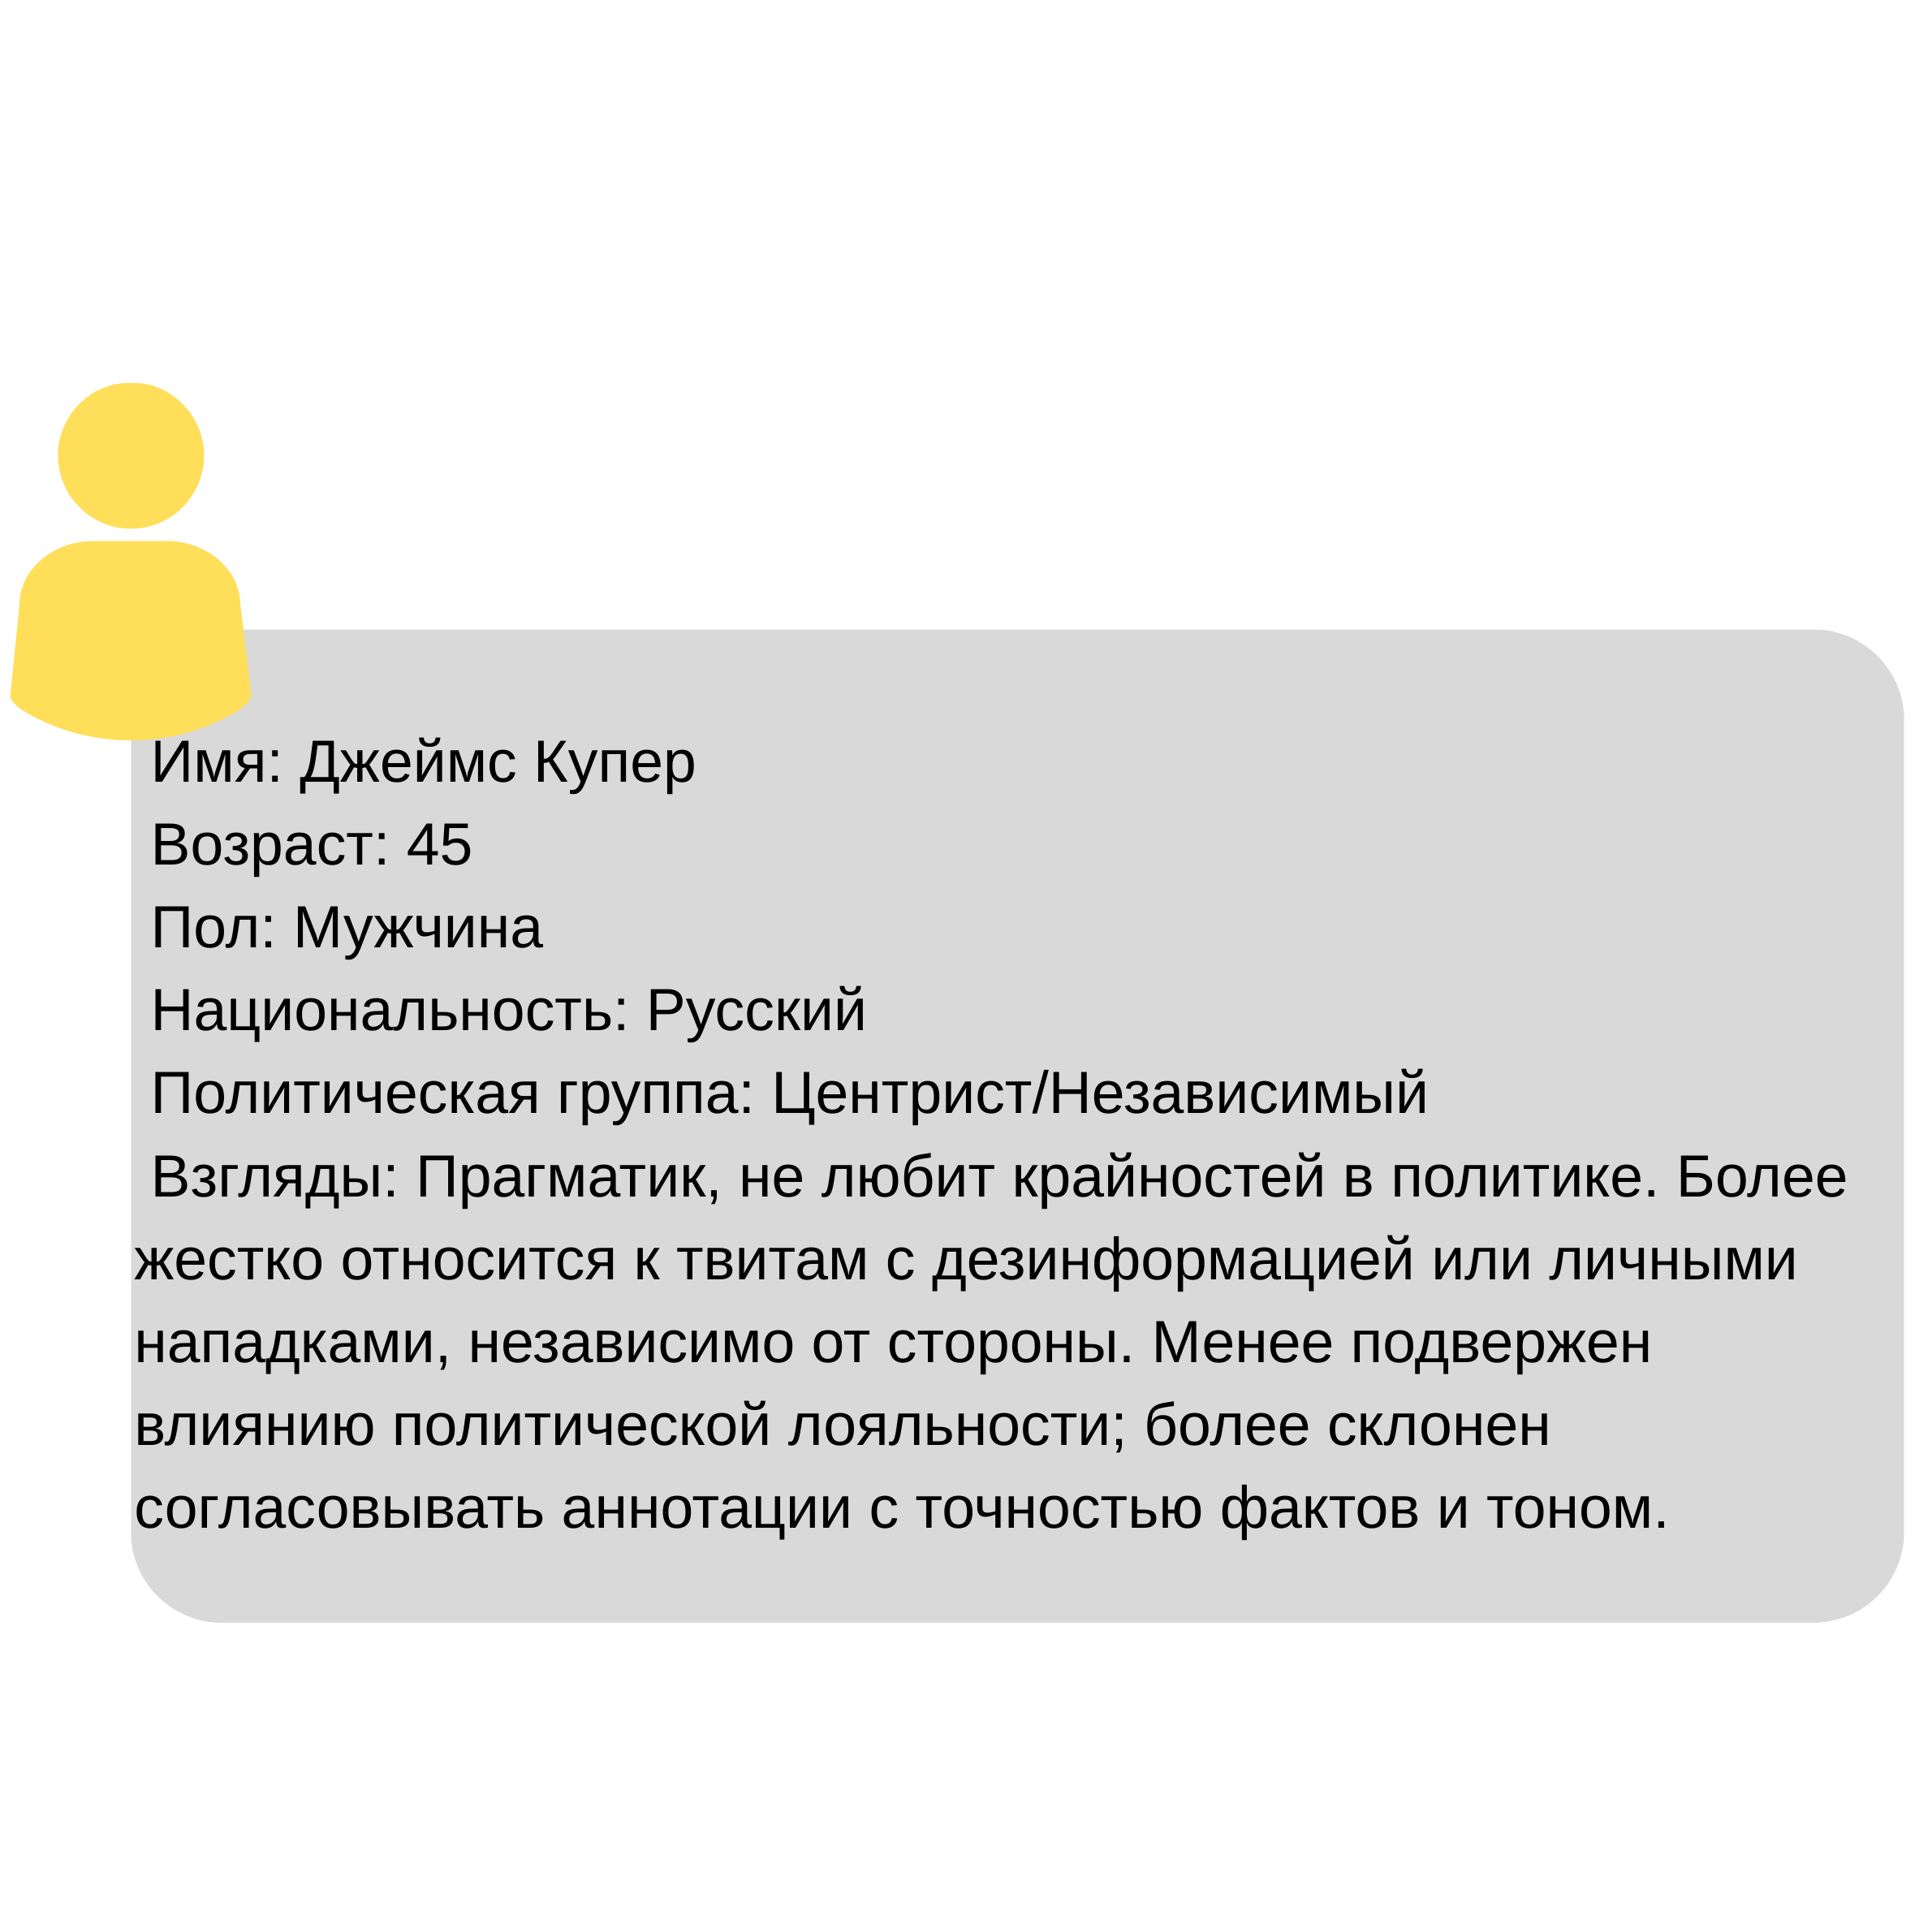 Имя: Джеймс Купер
Возраст: 45
Пол: Мужчина
Национальность: Русский
Политическая группа: Центрист/Независимый
Взгляды: Прагматик, не любит крайностей в политике. Более
жестко относится к твитам с дезинформацией или личными
нападками, независимо от стороны. Менее подвержен
влиянию политической лояльности; более склонен
согласовывать аннотации с точностью фактов и тоном.